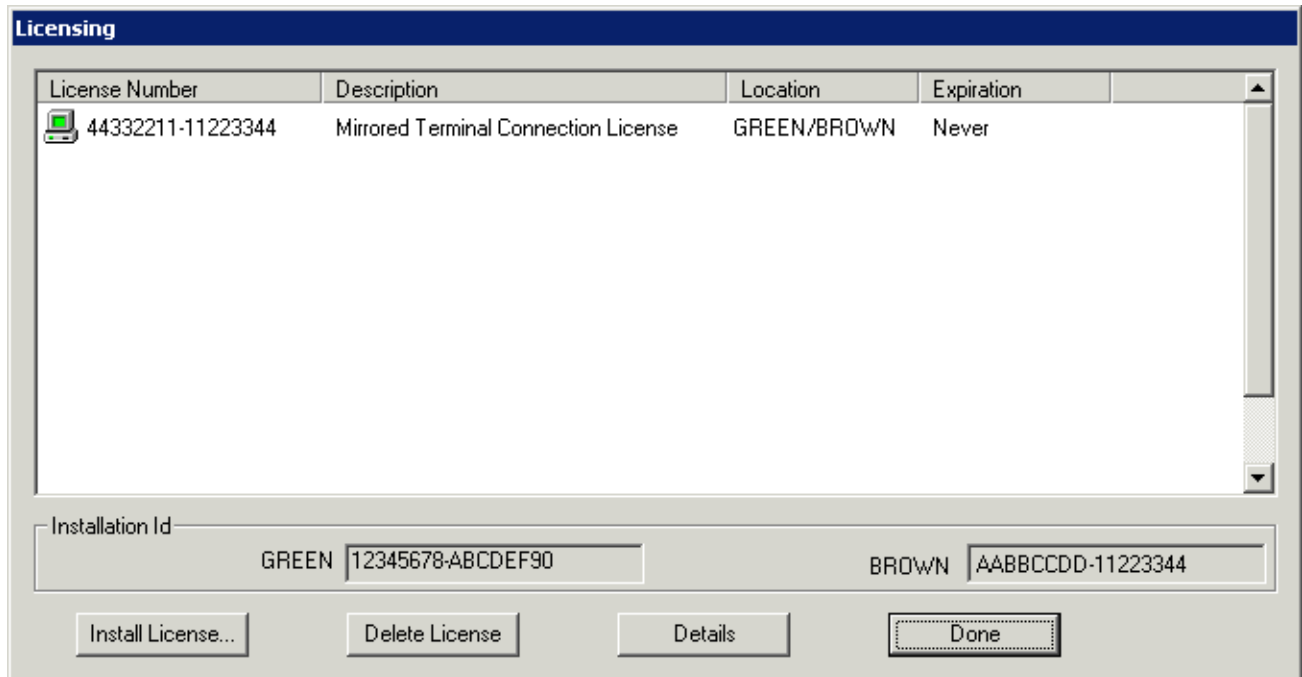 Licensing
License Number Description Location Expiration
44332211-11223344 Mirrored Terminal Connection License GREEN/BROWN Never
Installation Id
GREEN 12345678-ABCDEF90 BROWN AABBCCDD-11223344
Install License... Delete License Details Done